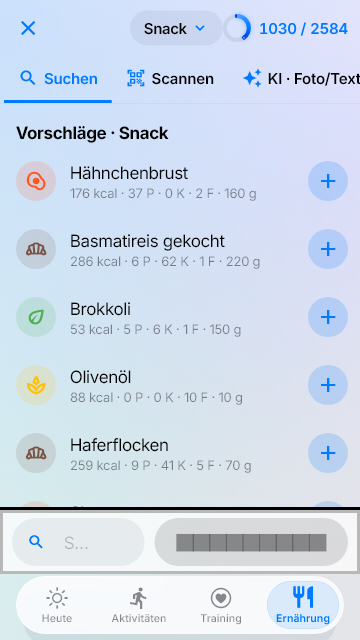 Snack
1030 / 2584
Suchen
Scannen
KI · Foto/Text
Vorschläge · Snack
Hähnchenbrust
176 kcal · 37 P · 0 K · 2 F · 160 g
Basmatireis gekocht
286 kcal · 6 P · 62 K · 1 F · 220 g
Brokkoli
53 kcal · 5 P · 6 K · 1 F · 150 g
Olivenöl
88 kcal · 0 P · 0 K · 10 F · 10 g
Haferflocken
259 kcal · 9 P · 41 K · 5 F · 70 g
S...
Heute
Aktivitäten
Training
Ernährung